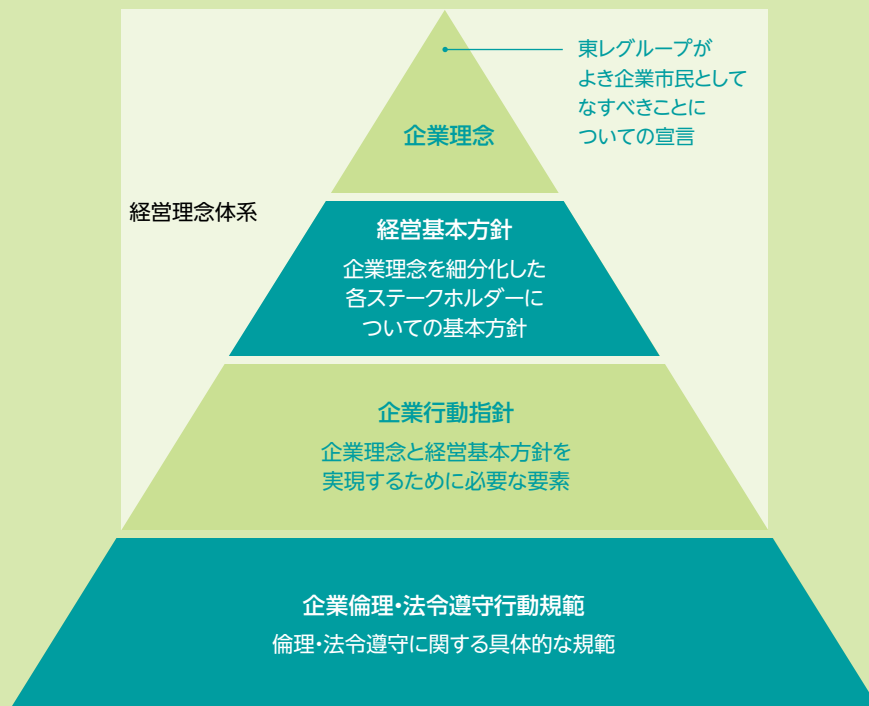 東レグループが
よき企業市民として
なすべきことに
ついての宣言
企業理念
経営理念体系
経営基本方針
企業理念を細分化した
各ステークホルダーに
ついての基本方針
企業行動指針
企業理念と経営基本方針を
実現するために必要な要素
企業倫理・法令遵守行動規範
倫理・法令遵守に関する具体的な規範